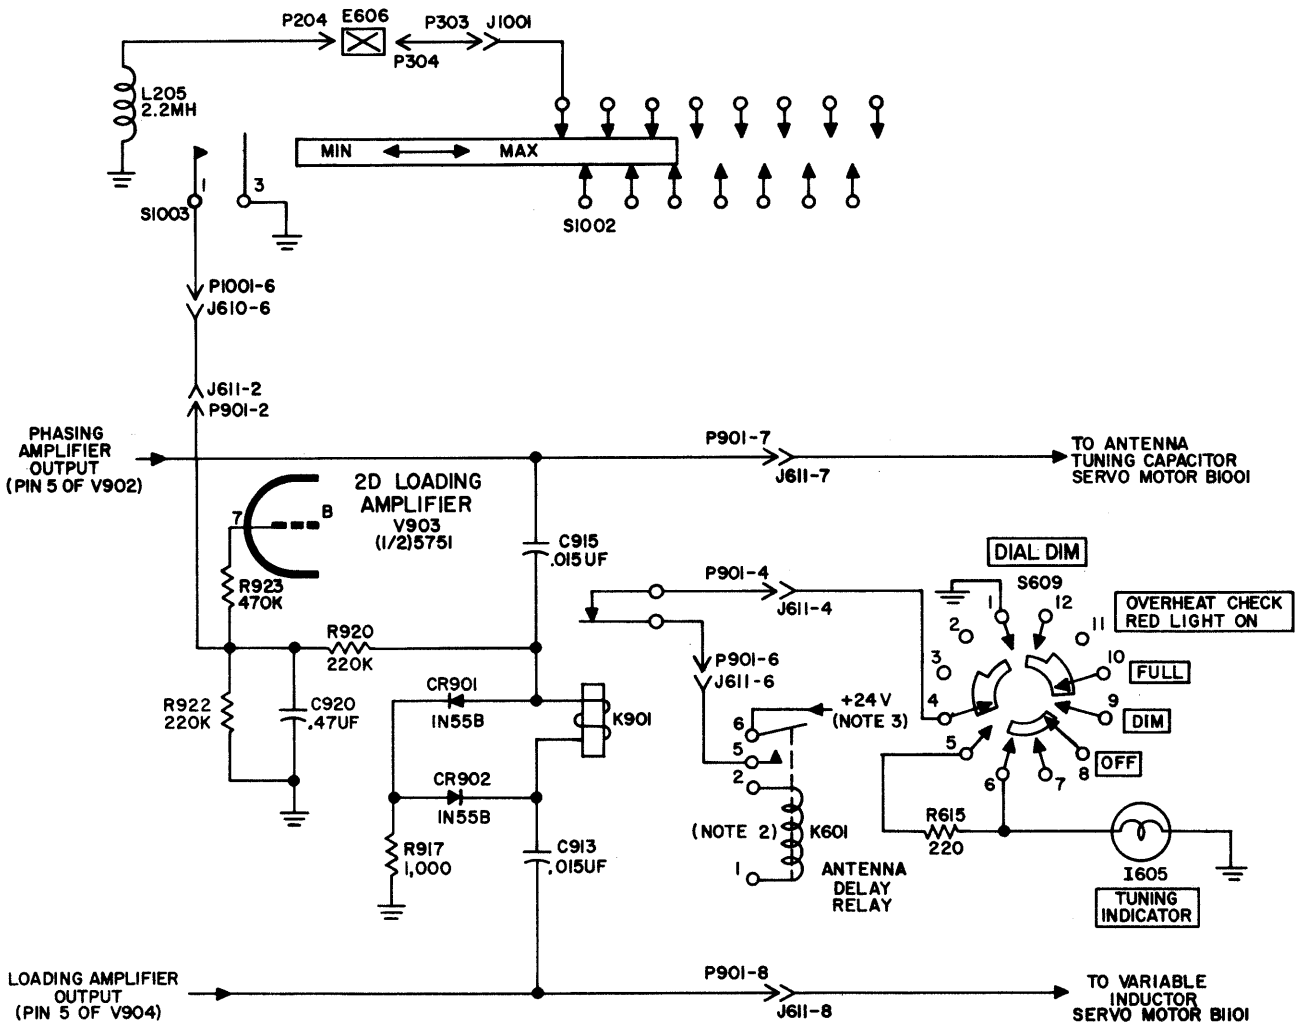 P204
E606
P303
J1001
P304
L205
2.2MH
MIN
MAX
1
3
S1003
S1002
P1001-6
J610-6
J611-2
P901-2
PHASING
AMPLIFIER
OUTPUT
(PIN 5 OF V902)
P901-7
J611-7
TO ANTENNA
TUNING CAPACITOR
SERVO MOTOR B1001
2D LOADING
AMPLIFIER
V903
(1/2)5751
7
B
C915
.015UF
R923
470K
R920
220K
R922
220K
C920
.47UF
CR901
IN55B
K901
CR902
IN55B
R917
1,000
C913
.015UF
P901-4
J611-4
P901-6
J611-6
+24V
(NOTE 3)
6
5
2
1
(NOTE 2)
K601
ANTENNA
DELAY
RELAY
DIAL DIM
S609
1
12
2
11
3
10
4
9
5
8
6
7
OVERHEAT CHECK
RED LIGHT ON
FULL
DIM
OFF
R615
220
I605
TUNING
INDICATOR
LOADING AMPLIFIER
OUTPUT
(PIN 5 OF V904)
P901-8
J611-8
TO VARIABLE
INDUCTOR
SERVO MOTOR B1101